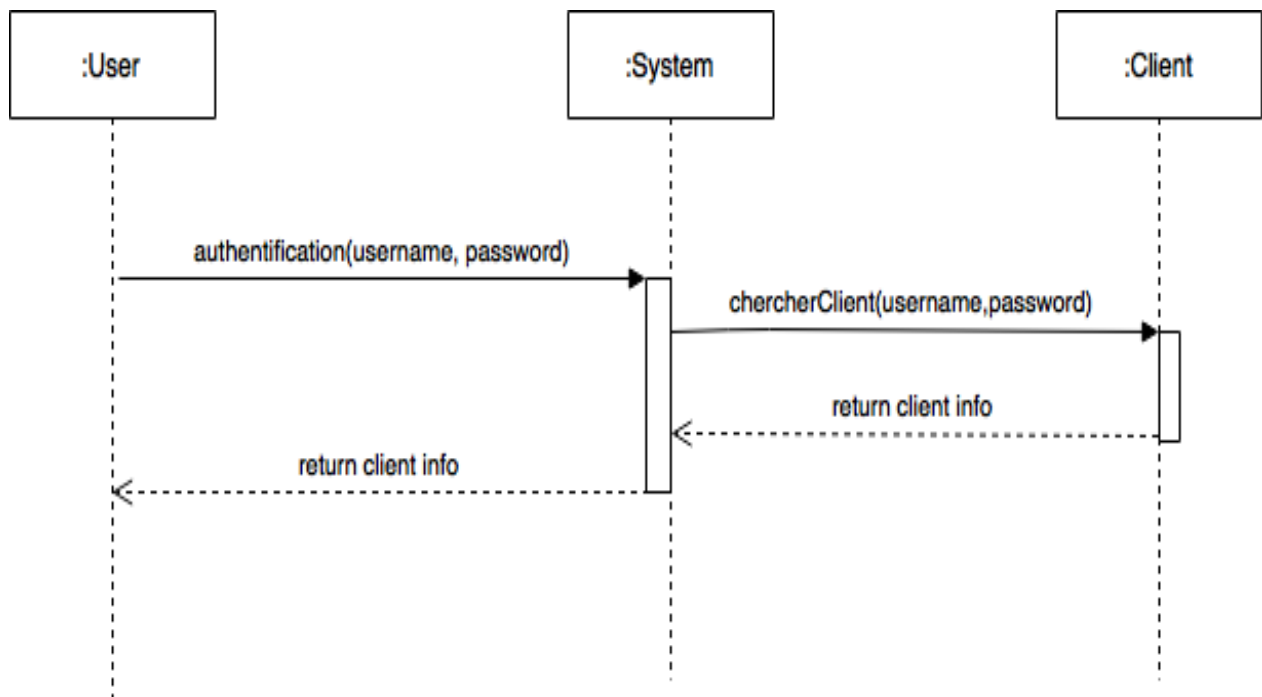 :User
:System
:Client
authentification(username, password)
chercherClient(username,password)
return client info
return client info